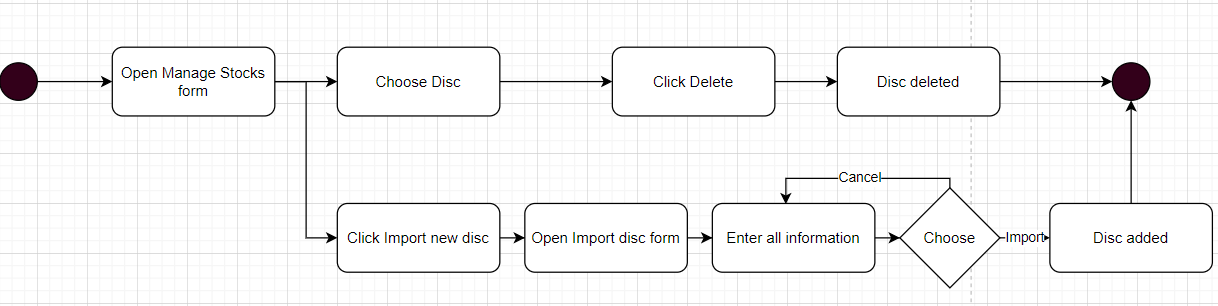 Open Manage Stocks
form
Choose Disc
Click Delete
Disc deleted
Cancel
Click Import new disc
Open Import disc form
Enter all information
Choose
Import
Disc added